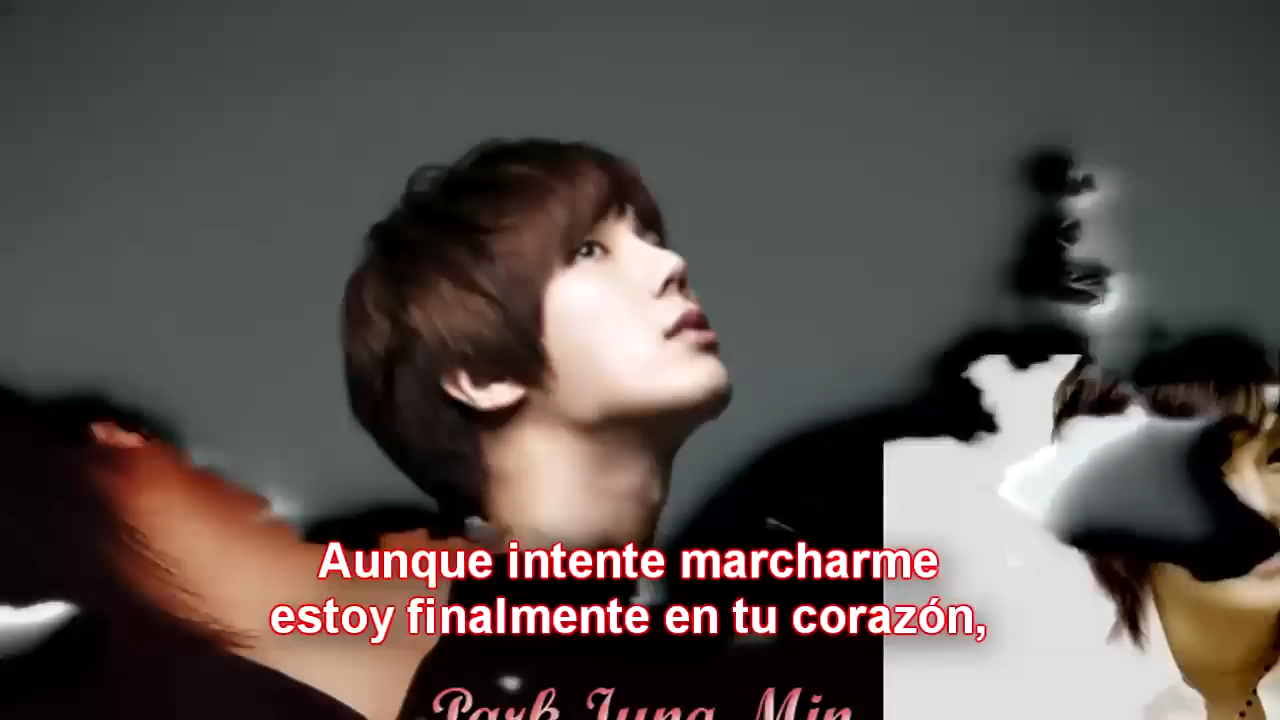 Aunque intente marcharme
estoy finalmente en tu corazón,
Park Jung Min